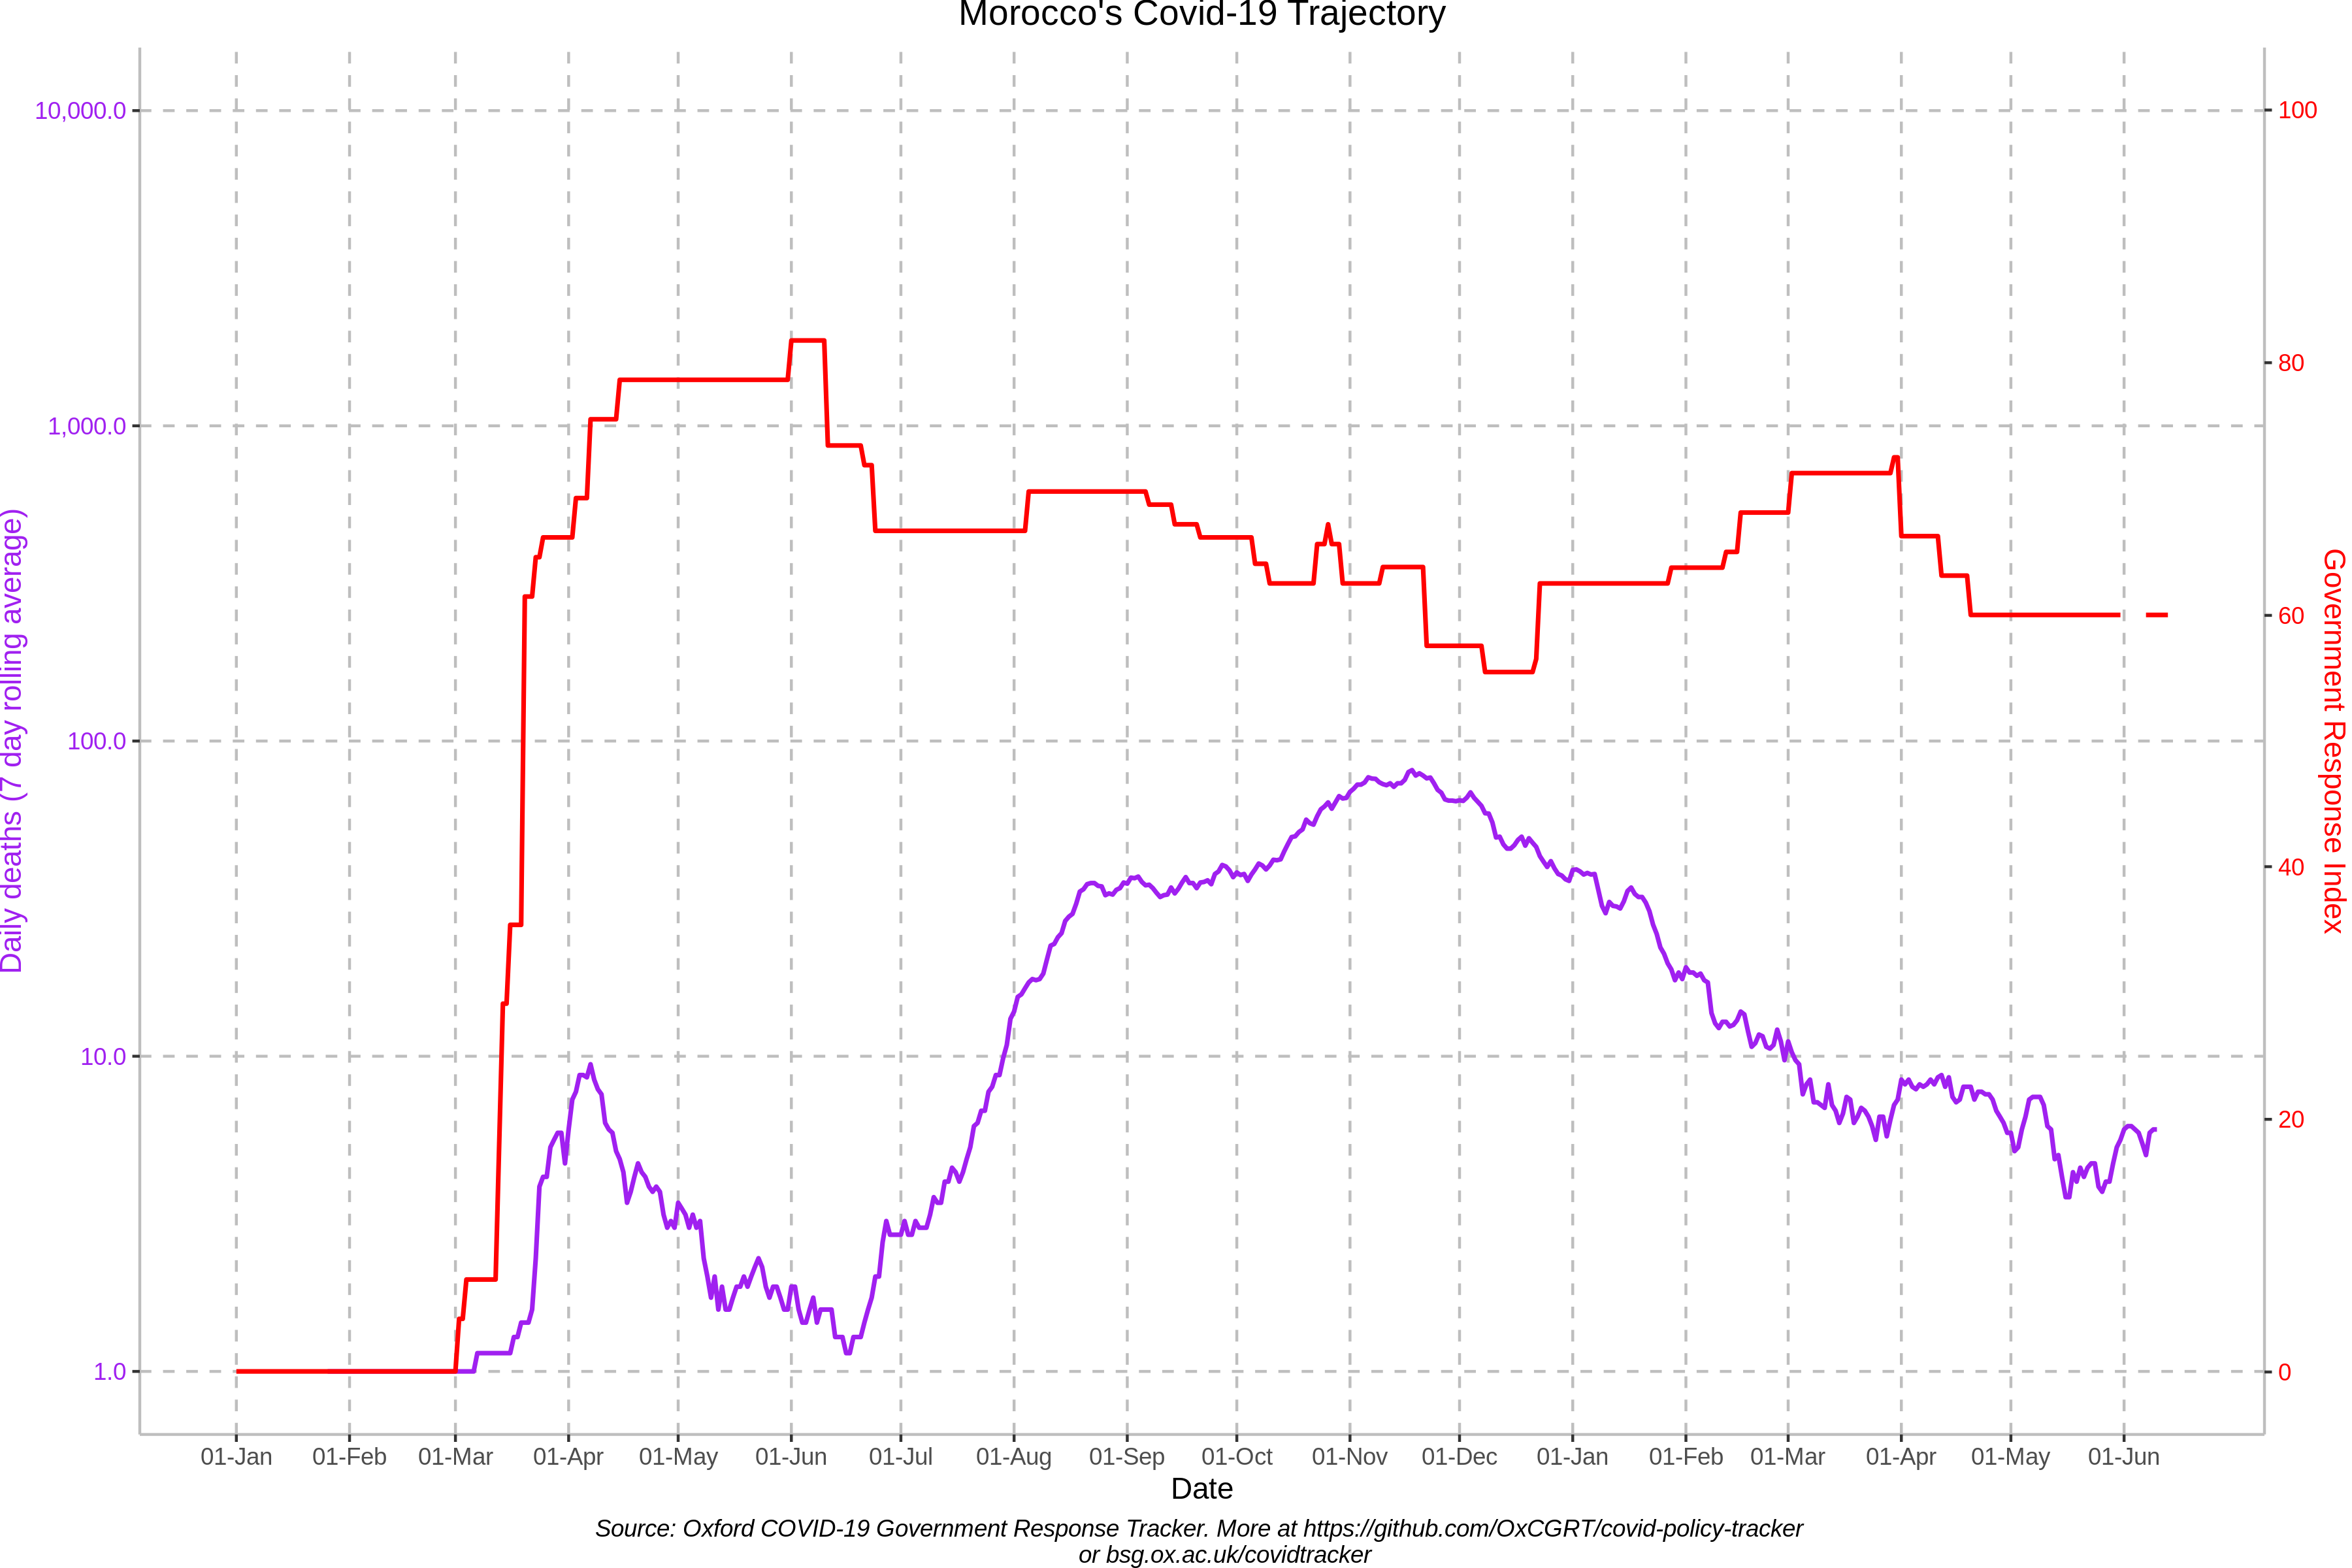 Morocco's Covid-19 Trajectory
10,000.0
1,000.0
100.0
10.0
1.0
Daily deaths (7 day rolling average)
100
80
60
40
20
0
Government Response Index
01-Jan 01-Feb 01-Mar 01-Apr 01-May 01-Jun 01-Jul 01-Aug 01-Sep 01-Oct 01-Nov 01-Dec 01-Jan 01-Feb 01-Mar 01-Apr 01-May 01-Jun
Date
Source: Oxford COVID-19 Government Response Tracker. More at https://github.com/OxCGRT/covid-policy-tracker
or bsg.ox.ac.uk/covidtracker